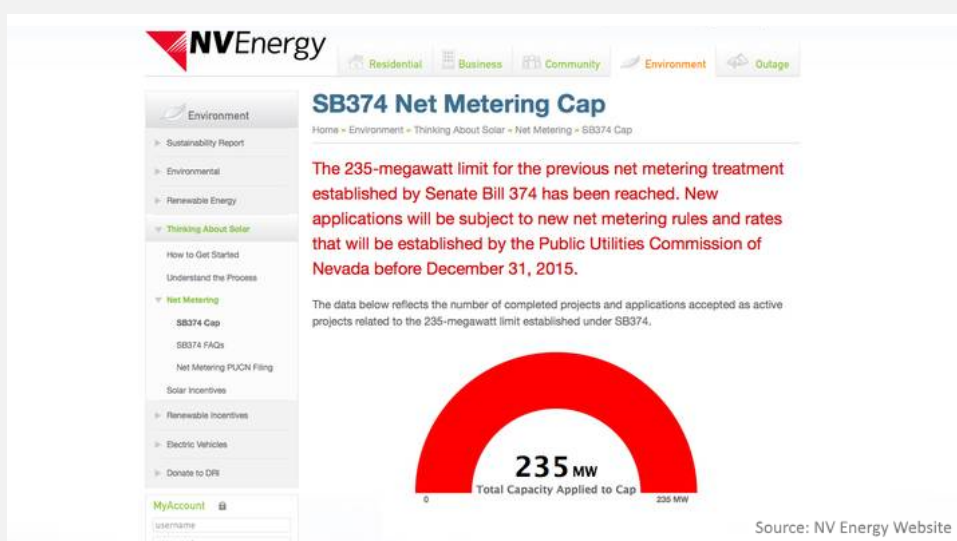 NVEnergy
Residential
Business
Community
Environment
Outage
Environment
Sustainability Report
Environmental
Renewable Energy
Thinking About Solar
How to Get Started
Understand the Process
Net Metering
SB374 Cap
SB374 FAQs
Net Metering PUCN Filing
Solar Incentives
Renewable Incentives
Electric Vehicles
Donate to DRI
MyAccount
username
SB374 Net Metering Cap
Home » Environment » Thinking About Solar » Net Metering » SB374 Cap
The 235-megawatt limit for the previous net metering treatment
established by Senate Bill 374 has been reached. New
applications will be subject to new net metering rules and rates
that will be established by the Public Utilities Commission of
Nevada before December 31, 2015.
The data below reflects the number of completed projects and applications accepted as active
projects related to the 235-megawatt limit established under SB374.
235 MW
Total Capacity Applied to Cap
0
235 MW
Source: NV Energy Website